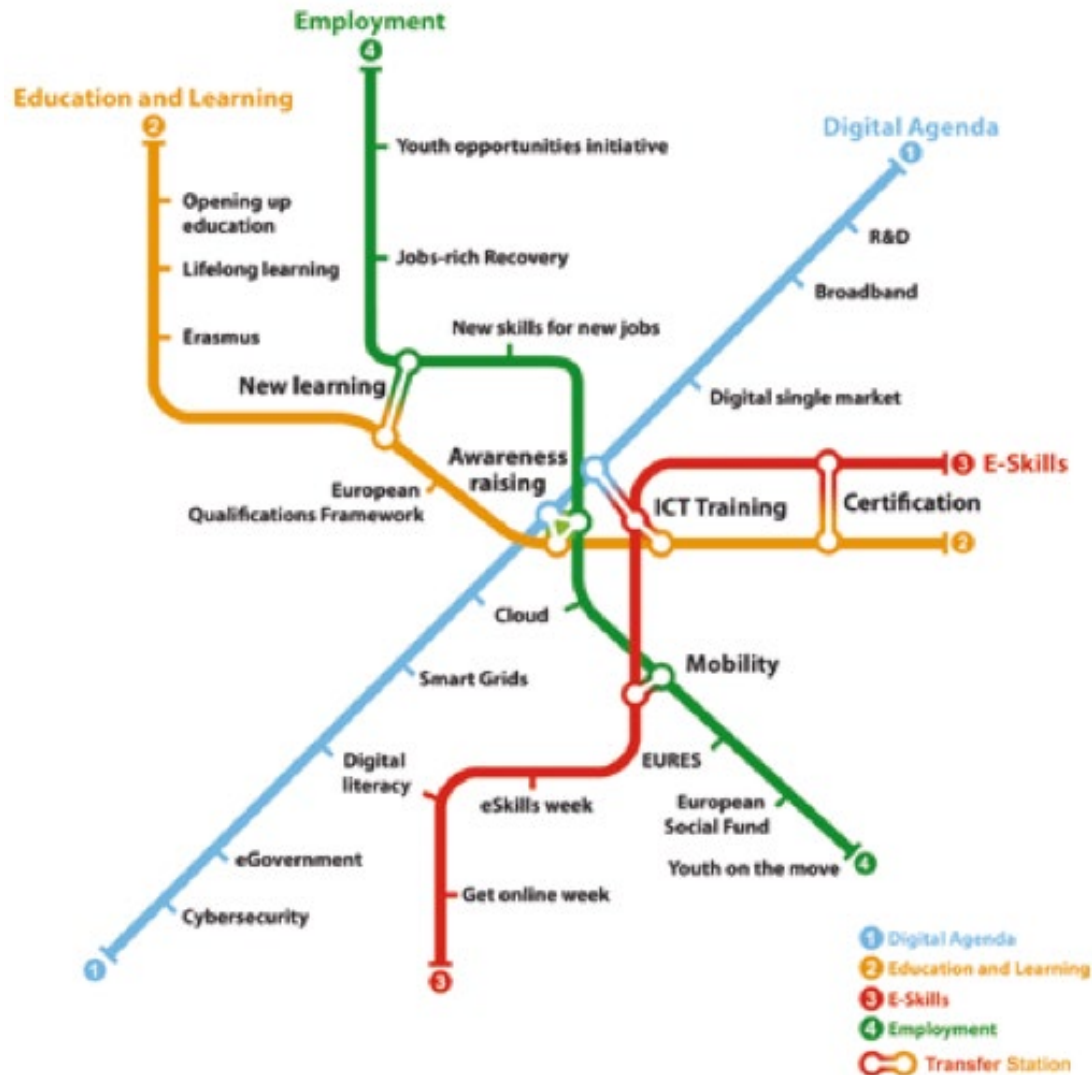 Employment
4
Education and Learning
2
Digital Agenda
1
Youth opportunities initiative
Opening up
education
R&D
Jobs-rich Recovery
Lifelong learning
Broadband
New skills for new jobs
Erasmus
New learning
Digital single market
Awareness
raising
3 E-Skills
European
Qualifications Framework
ICT Training
Certification
2
Cloud
Mobility
Smart Grids
Digital
literacy
EURES
eSkills week
European
Social Fund
eGovernment
Youth on the move
4
Get online week
Cybersecurity
1
3
1 Digital Agenda
2 Education and Learning
3 E-Skills
4 Employment
Transfer Station